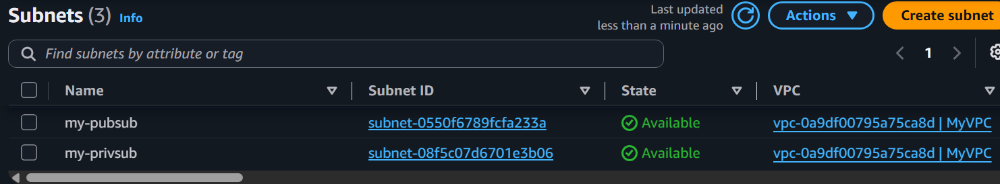 Subnets (3) Info
Last updated
less than a minute ago
Actions
Create subnet
Find subnets by attribute or tag
1
Name Subnet ID State VPC
my-pubsub subnet-0550f6789fcfa233a Available vpc-0a9df00795a75ca8d | MyVPC
my-privsub subnet-08f5c07d6701e3b06 Available vpc-0a9df00795a75ca8d | MyVPC